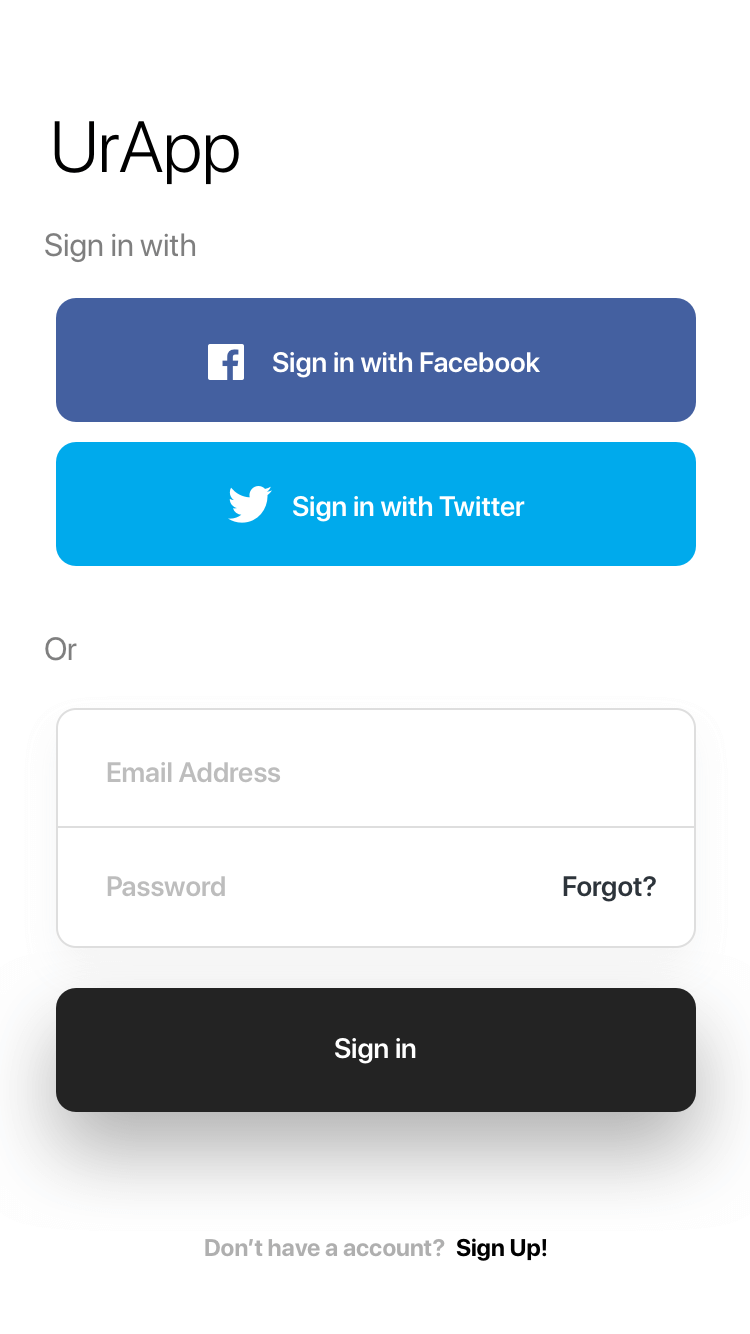 UrApp
Sign in with
Sign in with Facebook
Sign in with Twitter
Or
Email Address
Password Forgot?
Sign in
Don’t have a account? Sign Up!